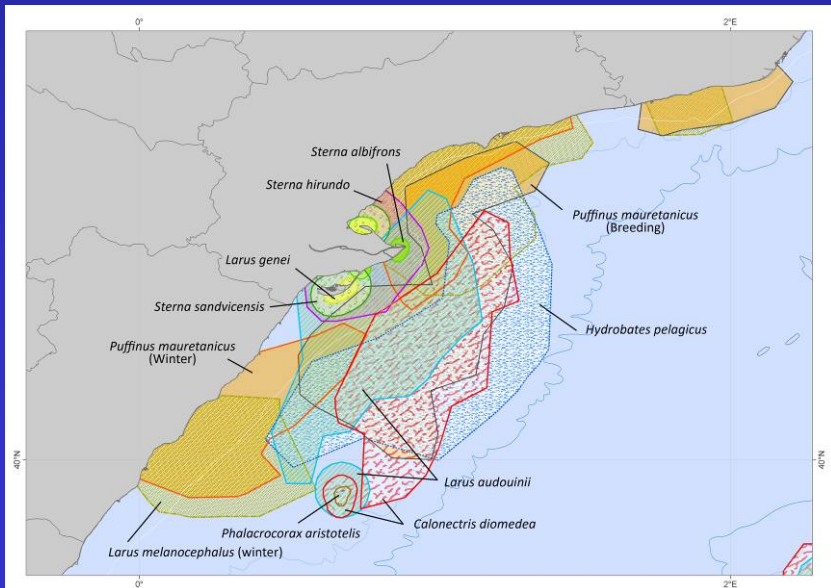 0°
2°E
Sterna albifrons
Sterna hirundo
Puffinus mauretanicus
(Breeding)
Larus genei
Sterna sandvicensis
Hydrobates pelagicus
Puffinus mauretanicus
(Winter)
40°N
40°N
Larus audouinii
Phalacrocorax aristotelis
Calonectris diomedea
Larus melanocephalus (winter)
0°
2°E